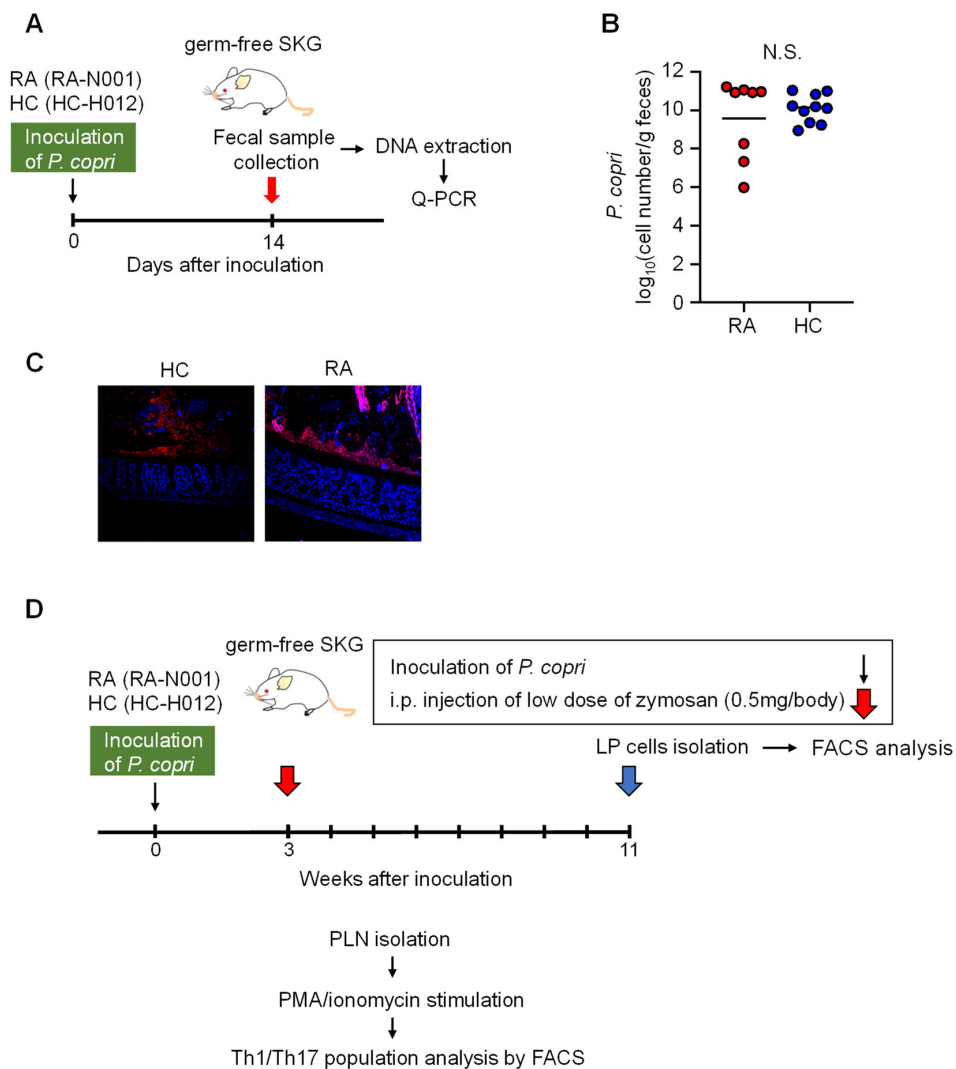 A
germ-free SKG
RA (RA-N001)
HC (HC-H012)
Inoculation
of P. copri
Fecal sample
collection
DNA extraction
Q-PCR
0
14
Days after inoculation
B
N.S.
P. copri
log10(cell number/g feces)
12
10
8
6
4
2
0
RA
HC
C
HC
RA
D
germ-free SKG
RA (RA-N001)
HC (HC-H012)
Inoculation
of P. copri
Inoculation of P. copri
i.p. injection of low dose of zymosan (0.5mg/body)
LP cells isolation
FACS analysis
0
3
11
Weeks after inoculation
PLN isolation
PMA/ionomycin stimulation
Th1/Th17 population analysis by FACS